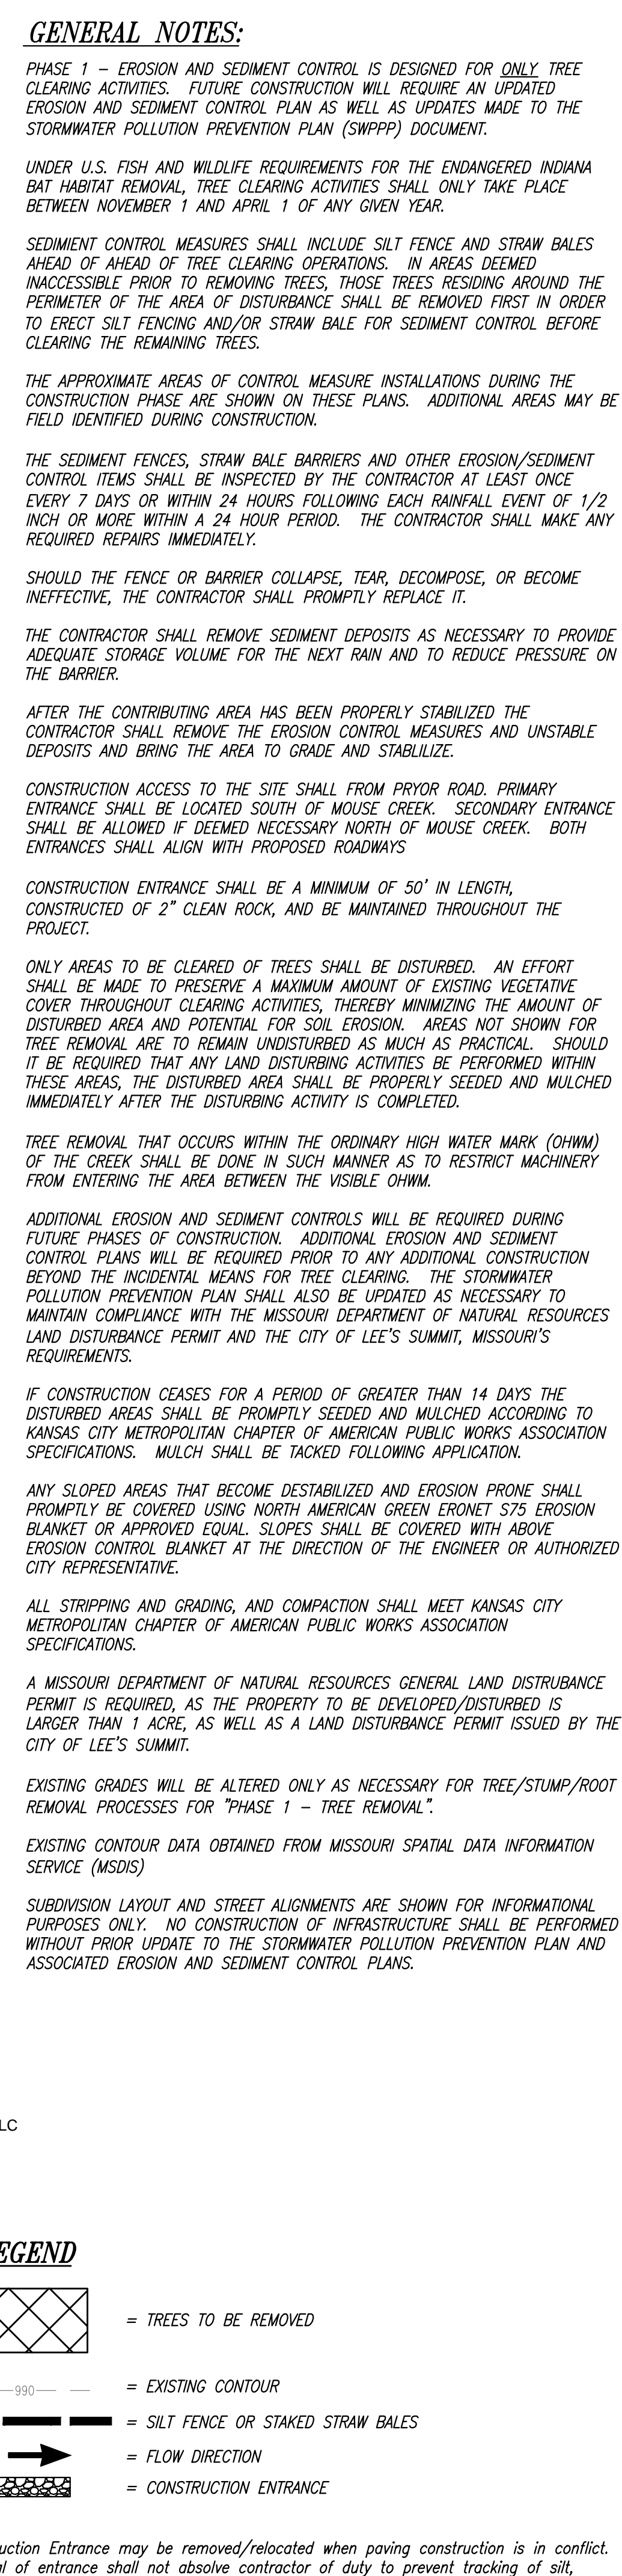 GENERAL NOTES:
PHASE 1 – EROSION AND SEDIMENT CONTROL IS DESIGNED FOR ONLY TREE
CLEARING ACTIVITIES. FUTURE CONSTRUCTION WILL REQUIRE AN UPDATED
EROSION AND SEDIMENT CONTROL PLAN AS WELL AS UPDATES MADE TO THE
STORMWATER POLLUTION PREVENTION PLAN (SWPPP) DOCUMENT.
UNDER U.S. FISH AND WILDLIFE REQUIREMENTS FOR THE ENDANGERED INDIANA
BAT HABITAT REMOVAL, TREE CLEARING ACTIVITIES SHALL ONLY TAKE PLACE
BETWEEN NOVEMBER 1 AND APRIL 1 OF ANY GIVEN YEAR.
SEDIMENT CONTROL MEASURES SHALL INCLUDE SILT FENCE AND STRAW BALES
AHEAD OF AHEAD OF TREE CLEARING OPERATIONS. IN AREAS DEEMED
INACCESSIBLE PRIOR TO REMOVING TREES, THOSE TREES RESIDING AROUND THE
PERIMETER OF THE AREA OF DISTURBANCE SHALL BE REMOVED FIRST IN ORDER
TO ERECT SILT FENCING AND/OR STRAW BALE FOR SEDIMENT CONTROL BEFORE
CLEARING THE REMAINING TREES.
THE APPROXIMATE AREAS OF CONTROL MEASURE INSTALLATIONS DURING THE
CONSTRUCTION PHASE ARE SHOWN ON THESE PLANS. ADDITIONAL AREAS MAY BE
FIELD IDENTIFIED DURING CONSTRUCTION.
THE SEDIMENT FENCES, STRAW BALE BARRIERS AND OTHER EROSION/SEDIMENT
CONTROL ITEMS SHALL BE INSPECTED BY THE CONTRACTOR AT LEAST ONCE
EVERY 7 DAYS OR WITHIN 24 HOURS FOLLOWING EACH RAINFALL EVENT OF 1/2
INCH OR MORE WITHIN A 24 HOUR PERIOD. THE CONTRACTOR SHALL MAKE ANY
REQUIRED REPAIRS IMMEDIATELY.
SHOULD THE FENCE OR BARRIER COLLAPSE, TEAR, DECOMPOSE, OR BECOME
INEFFECTIVE, THE CONTRACTOR SHALL PROMPTLY REPLACE IT.
THE CONTRACTOR SHALL REMOVE SEDIMENT DEPOSITS AS NECESSARY TO PROVIDE
ADEQUATE STORAGE VOLUME FOR THE NEXT RAIN AND TO REDUCE PRESSURE ON
THE BARRIER.
AFTER THE CONTRIBUTING AREA HAS BEEN PROPERLY STABILIZED THE
CONTRACTOR SHALL REMOVE THE EROSION CONTROL MEASURES AND UNSTABLE
DEPOSITS AND BRING THE AREA TO GRADE AND STABLILIZE.
CONSTRUCTION ACCESS TO THE SITE SHALL FROM PRYOR ROAD. PRIMARY
ENTRANCE SHALL BE LOCATED SOUTH OF MOUSE CREEK. SECONDARY ENTRANCE
SHALL BE ALLOWED IF DEEMED NECESSARY NORTH OF MOUSE CREEK. BOTH
ENTRANCES SHALL ALIGN WITH PROPOSED ROADWAYS
CONSTRUCTION ENTRANCE SHALL BE A MINIMUM OF 50' IN LENGTH,
CONSTRUCTED OF 2" CLEAN ROCK, AND BE MAINTAINED THROUGHOUT THE
PROJECT.
ONLY AREAS TO BE CLEARED OF TREES SHALL BE DISTURBED. AN EFFORT
SHALL BE MADE TO PRESERVE A MAXIMUM AMOUNT OF EXISTING VEGETATIVE
COVER THROUGHOUT CLEARING ACTIVITIES, THEREBY MINIMIZING THE AMOUNT OF
DISTURBED AREA AND POTENTIAL FOR SOIL EROSION. AREAS NOT SHOWN FOR
TREE REMOVAL ARE TO REMAIN UNDISTURBED AS MUCH AS PRACTICAL. SHOULD
IT BE REQUIRED THAT ANY LAND DISTURBING ACTIVITIES BE PERFORMED WITHIN
THESE AREAS, THE DISTURBED AREA SHALL BE PROPERLY SEEDED AND MULCHED
IMMEDIATELY AFTER THE DISTURBING ACTIVITY IS COMPLETED.
TREE REMOVAL THAT OCCURS WITHIN THE ORDINARY HIGH WATER MARK (OHWM)
OF THE CREEK SHALL BE DONE IN SUCH MANNER AS TO RESTRICT MACHINERY
FROM ENTERING THE AREA BETWEEN THE VISIBLE OHWM.
ADDITIONAL EROSION AND SEDIMENT CONTROLS WILL BE REQUIRED DURING
FUTURE PHASES OF CONSTRUCTION. ADDITIONAL EROSION AND SEDIMENT
CONTROL PLANS WILL BE REQUIRED PRIOR TO ANY ADDITIONAL CONSTRUCTION
BEYOND THE INCIDENTAL MEANS FOR TREE CLEARING. THE STORMWATER
POLLUTION PREVENTION PLAN SHALL ALSO BE UPDATED AS NECESSARY TO
MAINTAIN COMPLIANCE WITH THE MISSOURI DEPARTMENT OF NATURAL RESOURCES
LAND DISTURBANCE PERMIT AND THE CITY OF LEE'S SUMMIT, MISSOURI'S
REQUIREMENTS.
IF CONSTRUCTION CEASES FOR A PERIOD OF GREATER THAN 14 DAYS THE
DISTURBED AREAS SHALL BE PROMPTLY SEEDED AND MULCHED ACCORDING TO
KANSAS CITY METROPOLITAN CHAPTER OF AMERICAN PUBLIC WORKS ASSOCIATION
SPECIFICATIONS. MULCH SHALL BE TACKED FOLLOWING APPLICATION.
ANY SLOPED AREAS THAT BECOME DESTABILIZED AND EROSION PRONE SHALL
PROMPTLY BE COVERED USING NORTH AMERICAN GREEN ERONET S75 EROSION
BLANKET OR APPROVED EQUAL. SLOPES SHALL BE COVERED WITH ABOVE
EROSION CONTROL BLANKET AT THE DIRECTION OF THE ENGINEER OR AUTHORIZED
CITY REPRESENTATIVE.
ALL STRIPPING AND GRADING, AND COMPACTION SHALL MEET KANSAS CITY
METROPOLITAN CHAPTER OF AMERICAN PUBLIC WORKS ASSOCIATION
SPECIFICATIONS.
A MISSOURI DEPARTMENT OF NATURAL RESOURCES GENERAL LAND DISTRUBANCE
PERMIT IS REQUIRED, AS THE PROPERTY TO BE DEVELOPED/DISTURBED IS
LARGER THAN 1 ACRE, AS WELL AS A LAND DISTURBANCE PERMIT ISSUED BY THE
CITY OF LEE'S SUMMIT.
EXISTING GRADES WILL BE ALTERED ONLY AS NECESSARY FOR TREE/STUMP/ROOT
REMOVAL PROCESSES FOR "PHASE 1 – TREE REMOVAL".
EXISTING CONTOUR DATA OBTAINED FROM MISSOURI SPATIAL DATA INFORMATION
SERVICE (MSDIS)
SUBDIVISION LAYOUT AND STREET ALIGNMENTS ARE SHOWN FOR INFORMATIONAL
PURPOSES ONLY. NO CONSTRUCTION OF INFRASTRUCTURE SHALL BE PERFORMED
WITHOUT PRIOR UPDATE TO THE STORMWATER POLLUTION PREVENTION PLAN AND
ASSOCIATED EROSION AND SEDIMENT CONTROL PLANS.
LC
EGEND
= TREES TO BE REMOVED
990 = EXISTING CONTOUR
= SILT FENCE OR STAKED STRAW BALES
= FLOW DIRECTION
= CONSTRUCTION ENTRANCE
uction Entrance may be removed/relocated when paving construction is in conflict.
al of entrance shall not absolve contractor of duty to prevent tracking of silt,